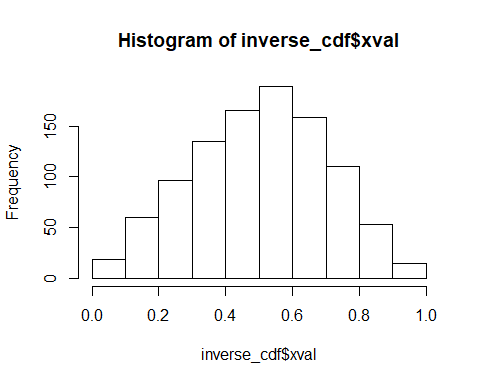 Histogram of inverse_cdf$xval
Frequency
150
100
50
0
0.0 0.2 0.4 0.6 0.8 1.0
inverse_cdf$xval